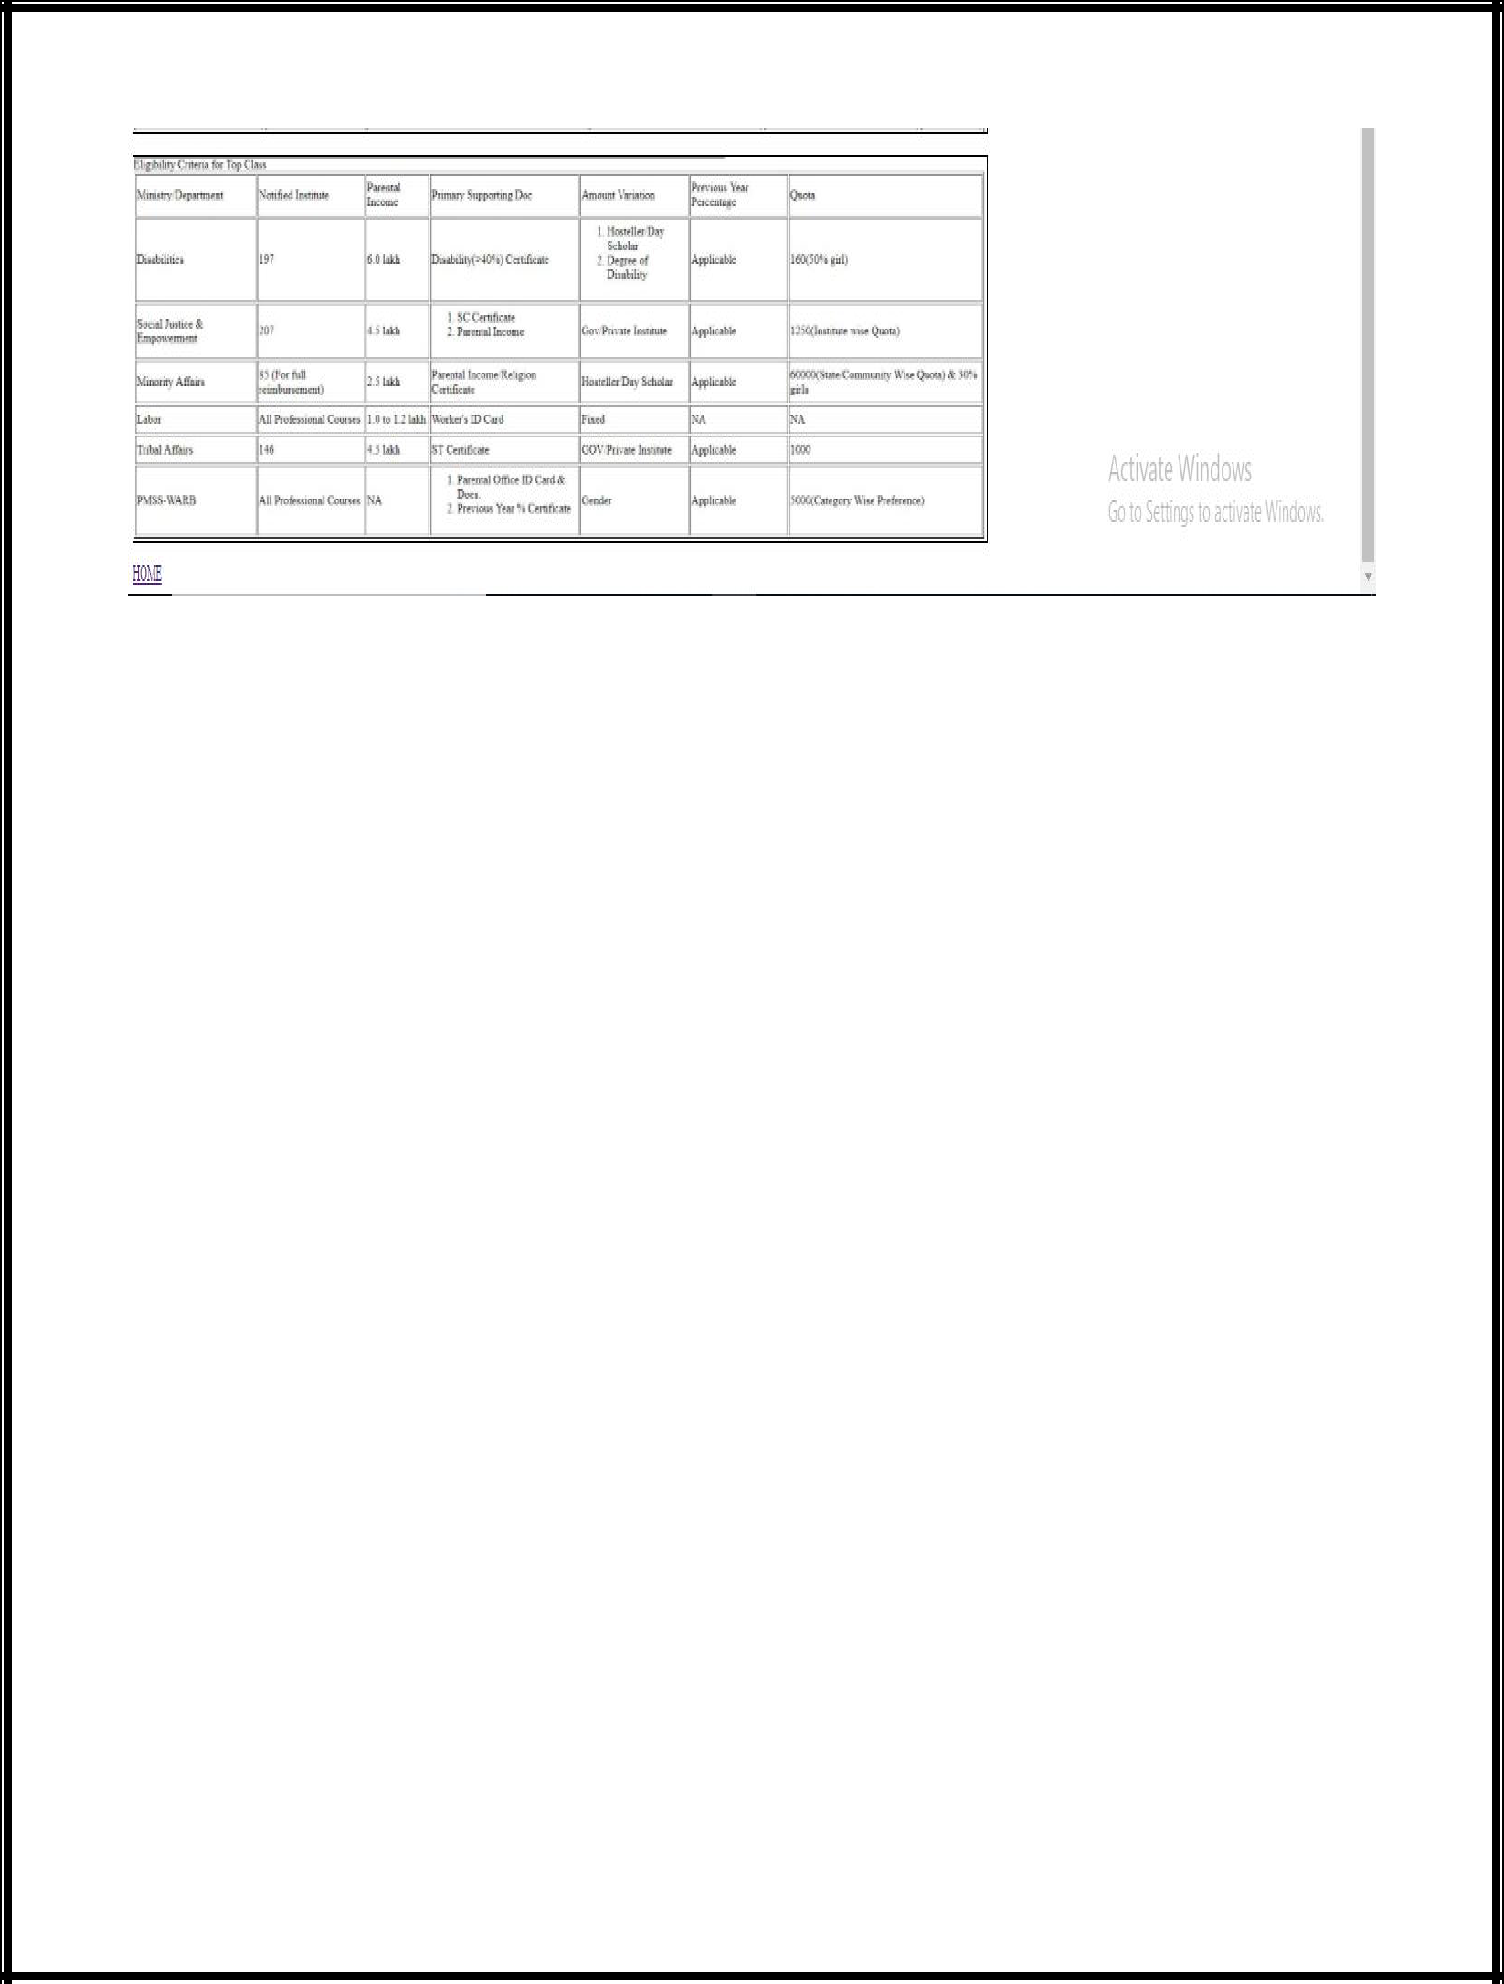 Eligibility Criteria for Top Class
Ministry/Department Notified Institute Parental Income Primary Supporting Doc Amount Variation Previous Year Percentage Quota
Disabilities 197 6.0 lakh Disability(>40%) Certificate 1. Hosteller/Day Scholar 2. Degree of Disability Applicable 160(50% girl)
Social Justice & Empowerment 207 4.5 lakh 1. SC Certificate 2. Parental Income Gov/Private Institute Applicable 1250(Institute wise Quota)
Minority Affairs 85 (For full reimbursement) 2.5 lakh Parental Income/Religion Certificate Hosteller/Day Scholar Applicable 60000(State/Community Wise Quota) & 30% girls
Labor All Professional Courses 1.0 to 1.2 lakh Worker's ID Card Fixed NA NA
Tribal Affairs 146 4.5 lakh ST Certificate GOV/Private Institute Applicable 1000
PMSS-WARB All Professional Courses NA 1. Parental Office ID Card & Docs. 2. Previous Year % Certificate Gender Applicable 5000(Category Wise Preference)
Activate Windows
Go to Settings to activate Windows.
HOME